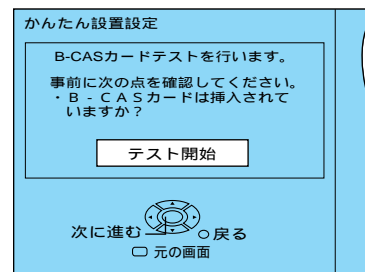 かんたん設置設定
B-CASカードテストを行います。
事前に次の点を確認してください。
・B-CASカードは挿入されて
いますか？
テスト開始
次に進む
戻る
元の画面